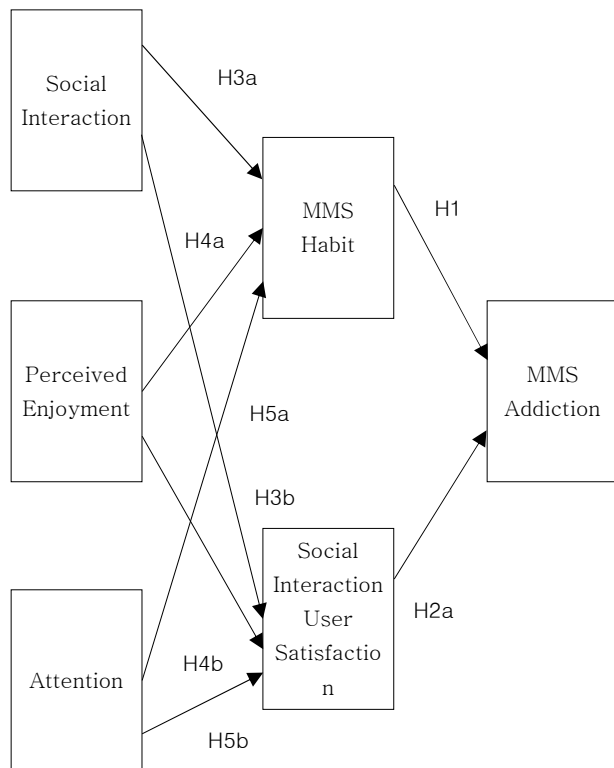 Social
Interaction
H3a
MMS
Habit
H1
H4a
Perceived
Enjoyment
MMS
Addiction
H5a
H3b
Social
Interaction
User
Satisfactio
n
H2a
Attention
H4b
H5b